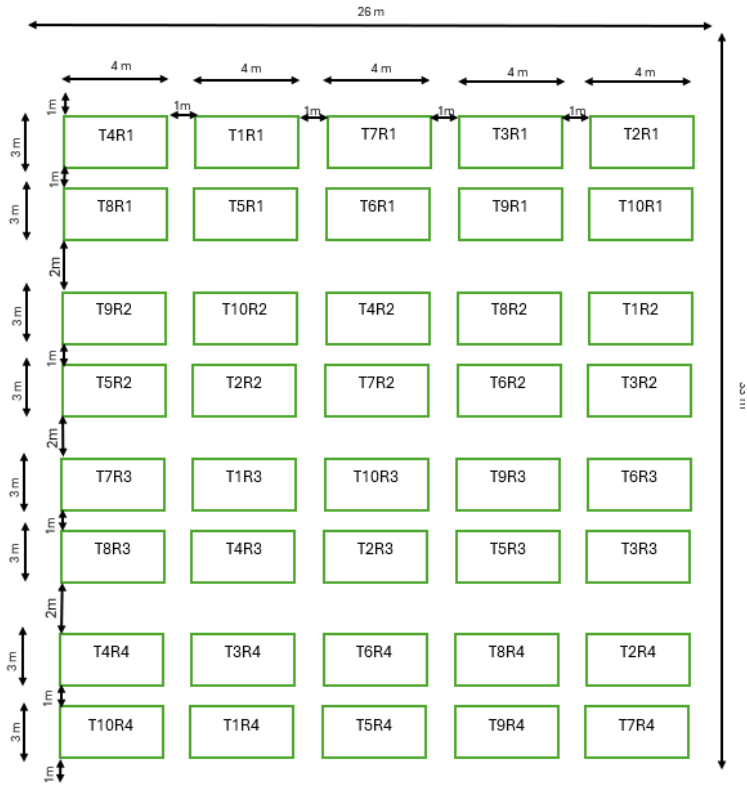 26 m
4 m
4 m
4 m
4 m
4 m
1m
1m
1m
1m
1m
3 m
T4R1
T1R1
T7R1
T3R1
T2R1
1m
3 m
T8R1
T5R1
T6R1
T9R1
T10R1
2m
3 m
T9R2
T10R2
T4R2
T8R2
T1R2
1m
3 m
T5R2
T2R2
T7R2
T6R2
T3R2
2m
3 m
T7R3
T1R3
T10R3
T9R3
T6R3
1m
3 m
T8R3
T4R3
T2R3
T5R3
T3R3
2m
3 m
T4R4
T3R4
T6R4
T8R4
T2R4
1m
3 m
T10R4
T1R4
T5R4
T9R4
T7R4
1m